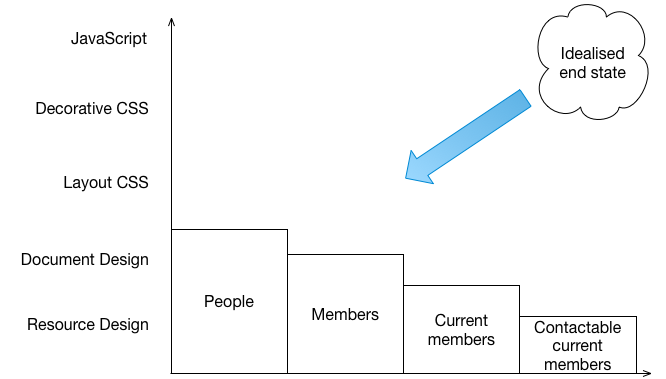 JavaScript
Decorative CSS
Layout CSS
Document Design
Resource Design
Idealised
end state
People
Members
Current
members
Contactable
current
members